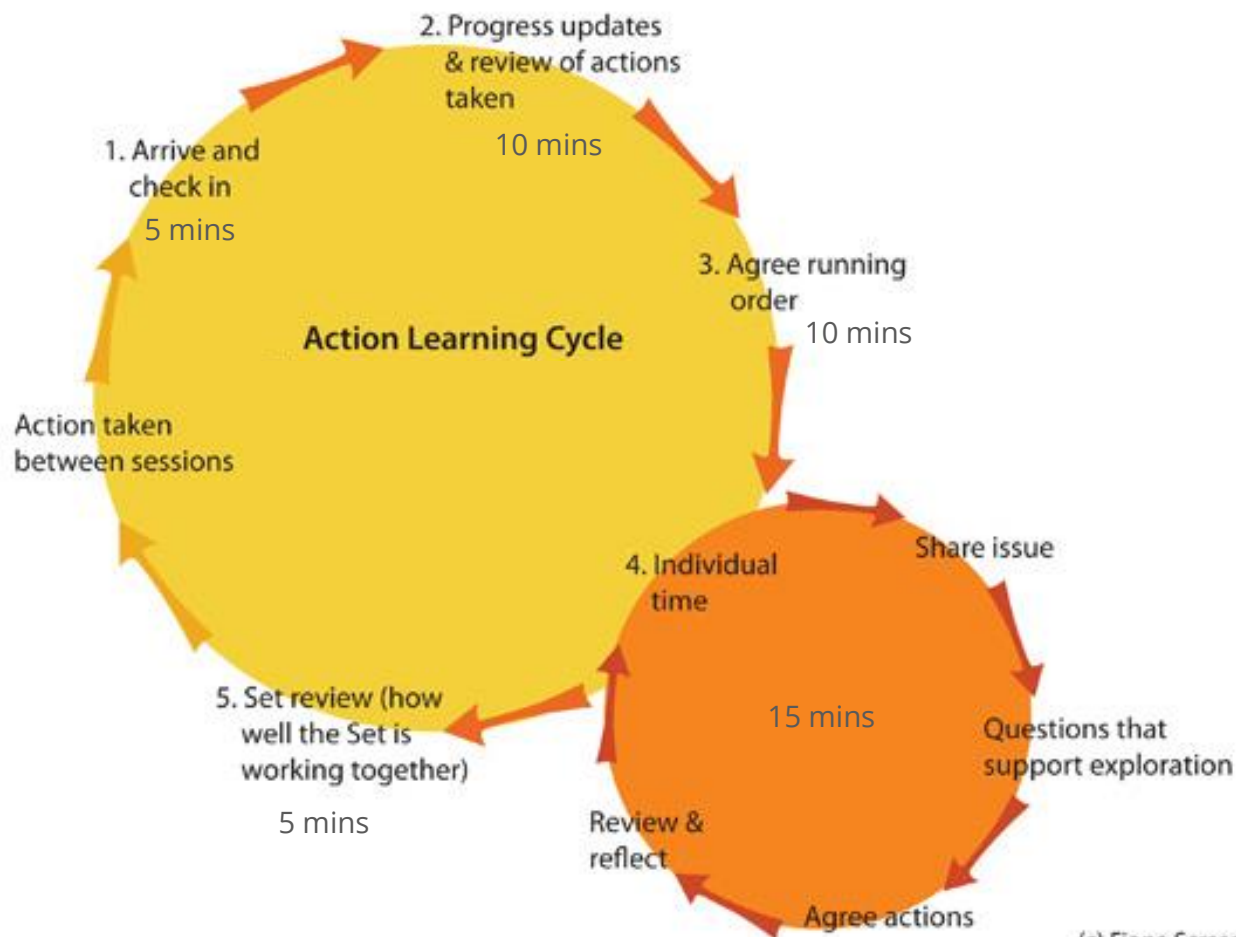 2. Progress updates
& review of actions
taken
10 mins
1. Arrive and
check in
5 mins
3. Agree running
order
10 mins
Action Learning Cycle
Action taken
between sessions
4. Individual
time
Share issue
15 mins
Questions that
support exploration
5. Set review (how
well the Set is
working together)
5 mins
Review &
reflect
Agree actions